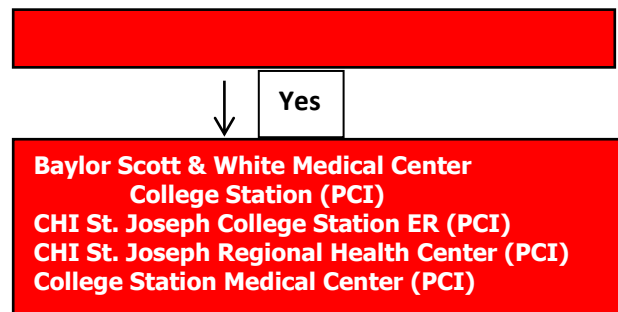 Yes
Baylor Scott & White Medical Center
College Station (PCI)
CHI St. Joseph College Station ER (PCI)
CHI St. Joseph Regional Health Center (PCI)
College Station Medical Center (PCI)